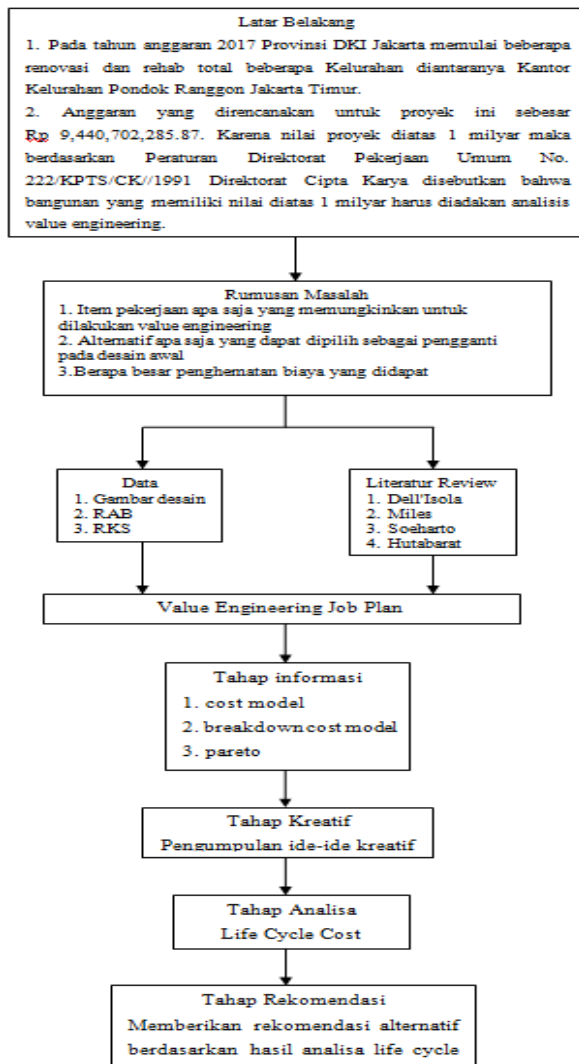 Latar Belakang
1. Pada tahun anggaran 2017 Provinsi DKI Jakarta memulai beberapa
renovasi dan rehab total beberapa Kelurahan diantaranya Kantor
Kelurahan Pondok Ranggon Jakarta Timur.
2. Anggaran yang direncanakan untuk proyek ini sebesar
Rp 9,440,702,285.87. Karena nilai proyek diatas 1 milyar maka
berdasarkan Peraturan Direktorat Pekerjaan Umum No.
222/KPTS/CK//1991 Direktorat Cipta Karya disebutkan bahwa
bangunan yang memiliki nilai diatas 1 milyar harus diadakan analisis
value engineering.
Rumusan Masalah
1. Item pekerjaan apa saja yang memungkinkan untuk
dilakukan value engineering
2. Alternatif apa saja yang dapat dipilih sebagai pengganti
pada desain awal
3.Berapa besar penghematan biaya yang didapat
Data
1. Gambar desain
2. RAB
3. RKS
Literatur Review
1. Dell'Isola
2. Miles
3. Soeharto
4. Hutabarat
Value Engineering Job Plan
Tahap informasi
1. cost model
2. breakdown cost model
3. pareto
Tahap Kreatif
Pengumpulan ide-ide kreatif
Tahap Analisa
Life Cycle Cost
Tahap Rekomendasi
Memberikan rekomendasi alternatif
berdasarkan hasil analisa life cycle